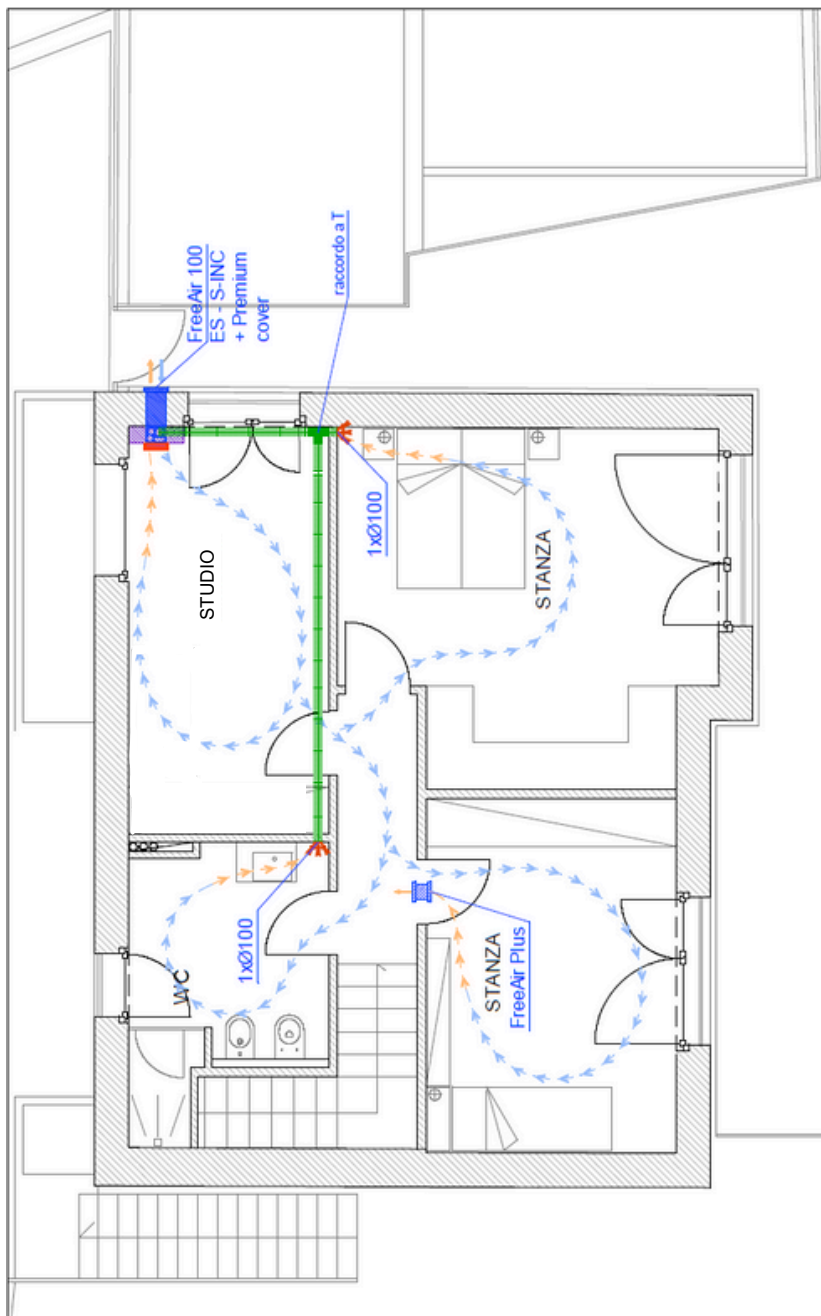 FreeAir 100
ES - S-INC
+ Premium
cover
raccordo a T
STUDIO
1xØ100
STANZA
WC
1xØ100
STANZA
FreeAir Plus